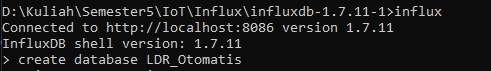 D:\Kuliah\Semester5\IoT\Influx\influxdb-1.7.11-1>influx
Connected to http://localhost:8086 version 1.7.11
InfluxDB shell version: 1.7.11
> create database LDR_Otomatis